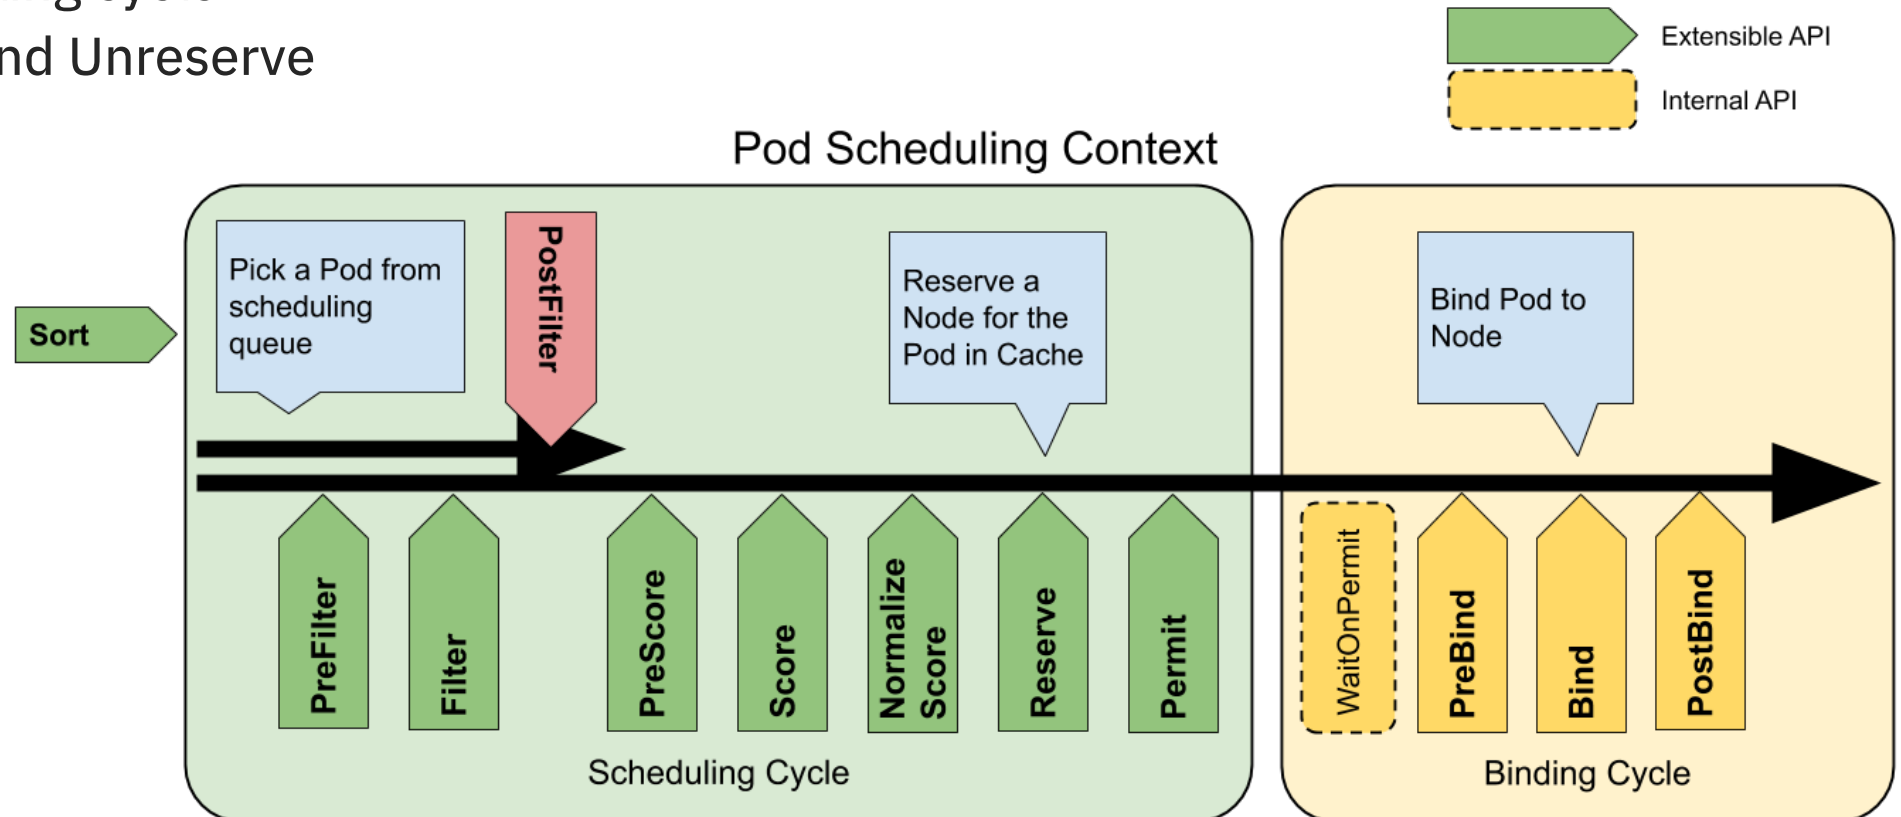 nd Unreserve
Extensible API
Internal API
Pod Scheduling Context
Sort
Pick a Pod from
scheduling
queue
PostFilter
Reserve a
Node for the
Pod in Cache
Bind Pod to
Node
PreFilter
Filter
PreScore
Score
Normalize
Score
Reserve
Permit
WaitOnPermit
PreBind
Bind
PostBind
Scheduling Cycle
Binding Cycle